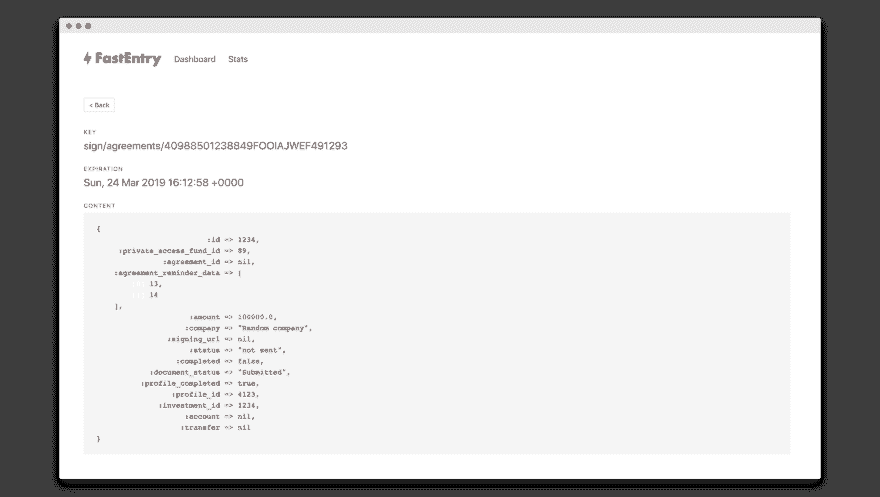 FastEntry Dashboard Stats
< Back
KEY
sign/agreements/40988501238849FOOIAJWEF491293
EXPIRATION
Sun, 24 Mar 2019 16:12:58 +0000
CONTENT
{
:id => 1234,
:private_access_fund_id => 89,
:agreement_id => nil,
:agreement_reminder_data => [
13,
14
],
:amount => 100000.0,
:company => "Random company",
:signing_url => nil,
:status => "not sent",
:completed => false,
:document_status => "Submitted",
:profile_completed => true,
:profile_id => 4123,
:investment_id => 1234,
:account => nil,
:transfer => nil
}